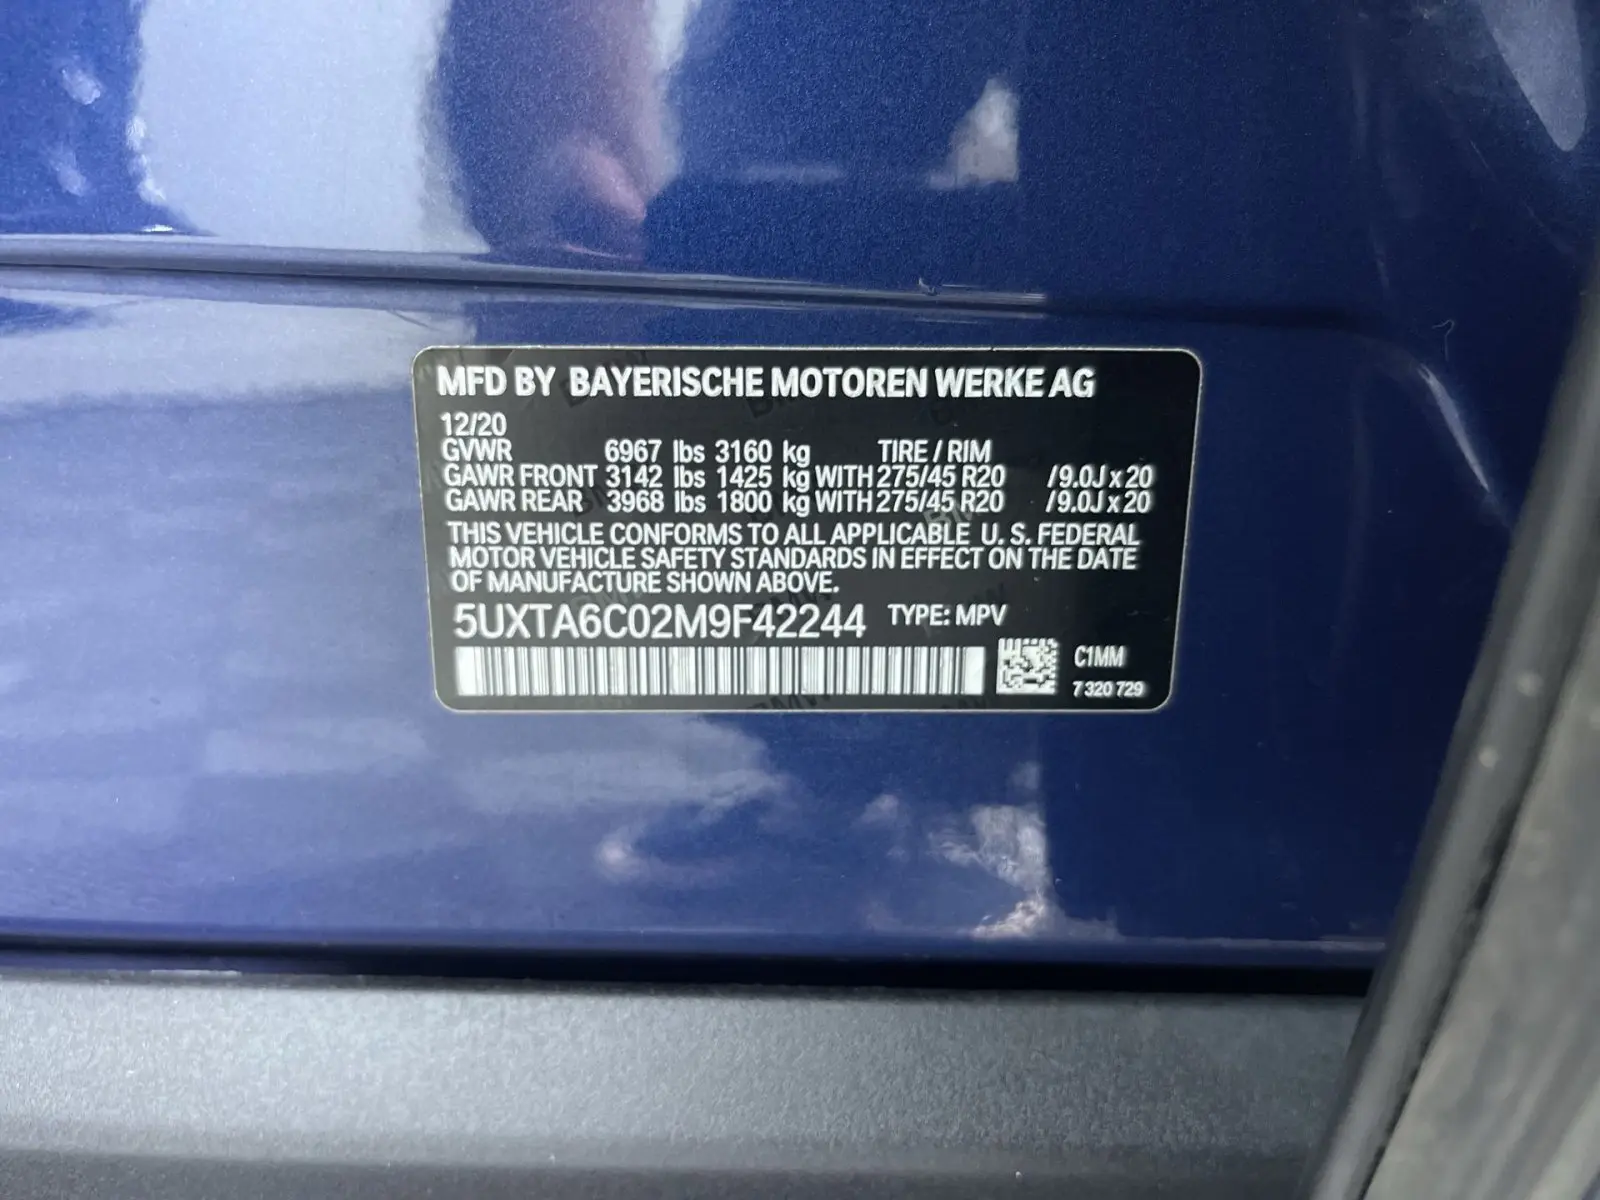 MFD BY BAYERISCHE MOTOREN WERKE AG
12/20
GVWR 6967 lbs 3160 kg TIRE / RIM
GAWR FRONT 3142 lbs 1425 kg WITH 275/45 R20 /9.0J x 20
GAWR REAR 3968 lbs 1800 kg WITH 275/45 R20 /9.0J x 20
THIS VEHICLE CONFORMS TO ALL APPLICABLE U. S. FEDERAL
MOTOR VEHICLE SAFETY STANDARDS IN EFFECT ON THE DATE
OF MANUFACTURE SHOWN ABOVE.
5UXTA6C02M9F42244 TYPE: MPV
C1MM
7 320 729